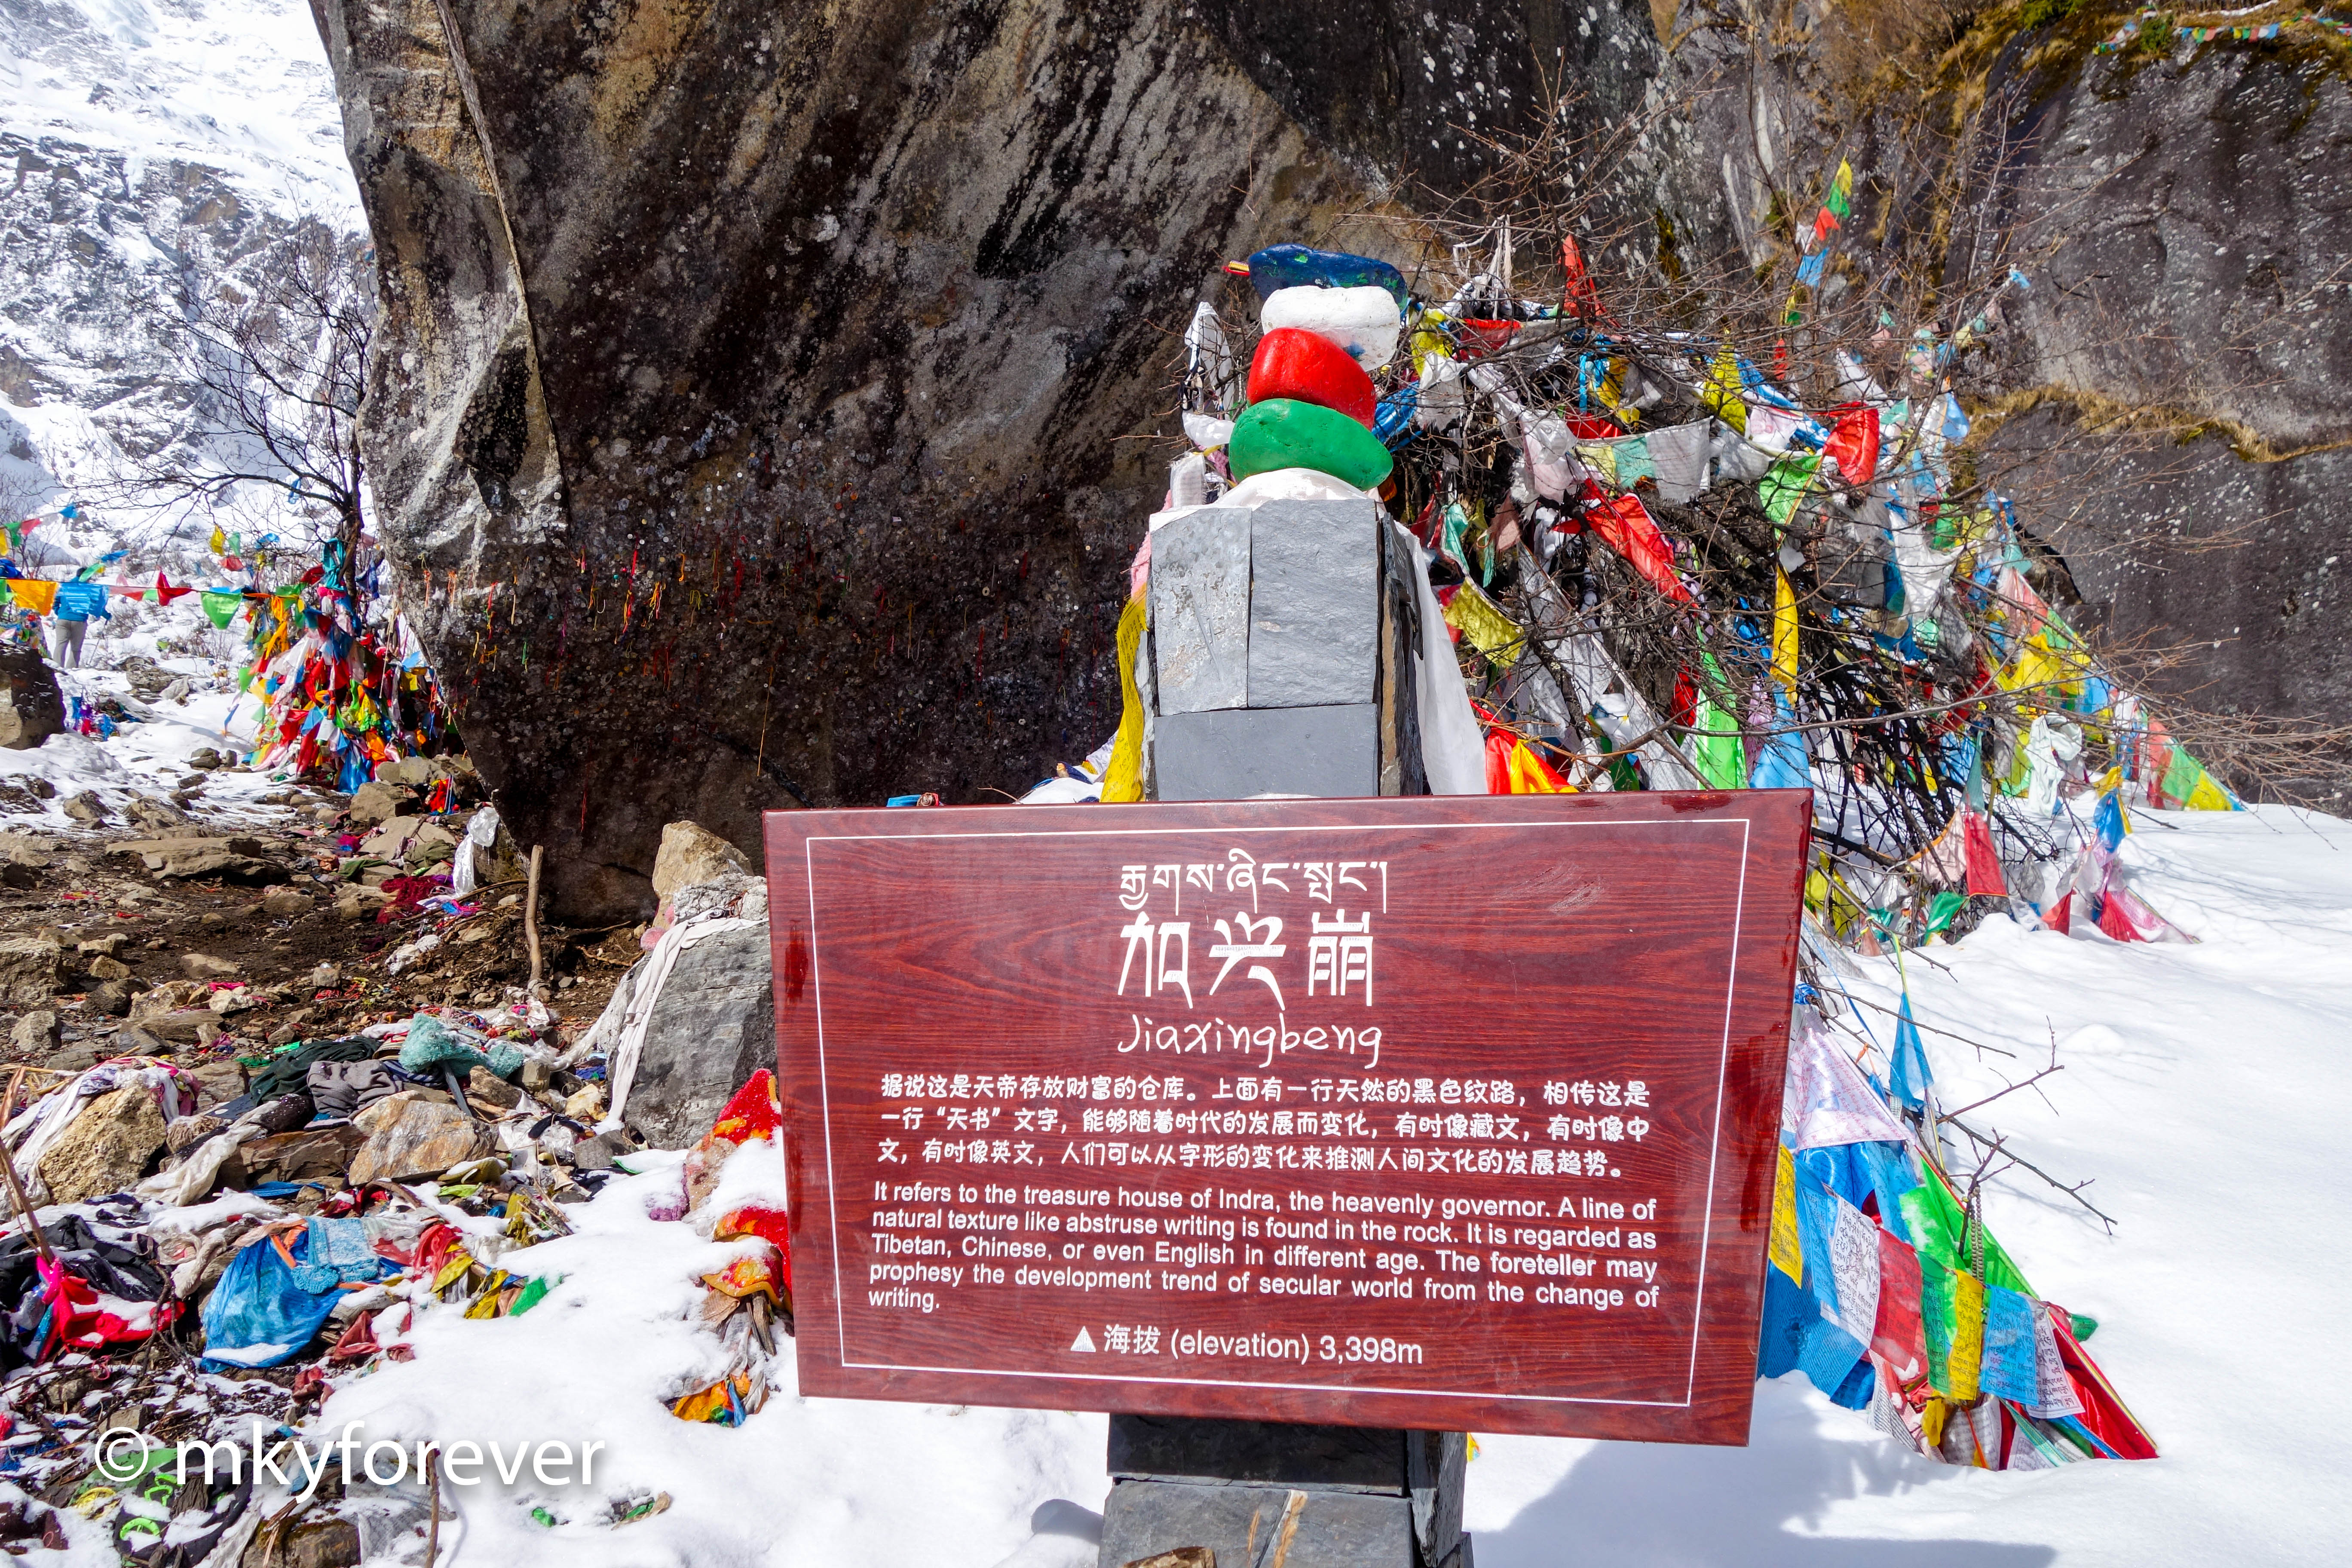 རྒྱགས་ཞིང་སྤང་།
加兴崩
Jiaxingbeng
据说这是天帝存放财富的仓库。上面有一行天然的黑色纹路，相传这是
一行“天书”文字，能够随着时代的发展而变化，有时像藏文，有时像中
文，有时像英文，人们可以从字形的变化来推测人间文化的发展趋势。
It refers to the treasure house of Indra, the heavenly governor. A line of
natural texture like abstruse writing is found in the rock. It is regarded as
Tibetan, Chinese, or even English in different age. The foreteller may
prophesy the development trend of secular world from the change of
writing.
海拔 (elevation) 3,398m
© mkyforever